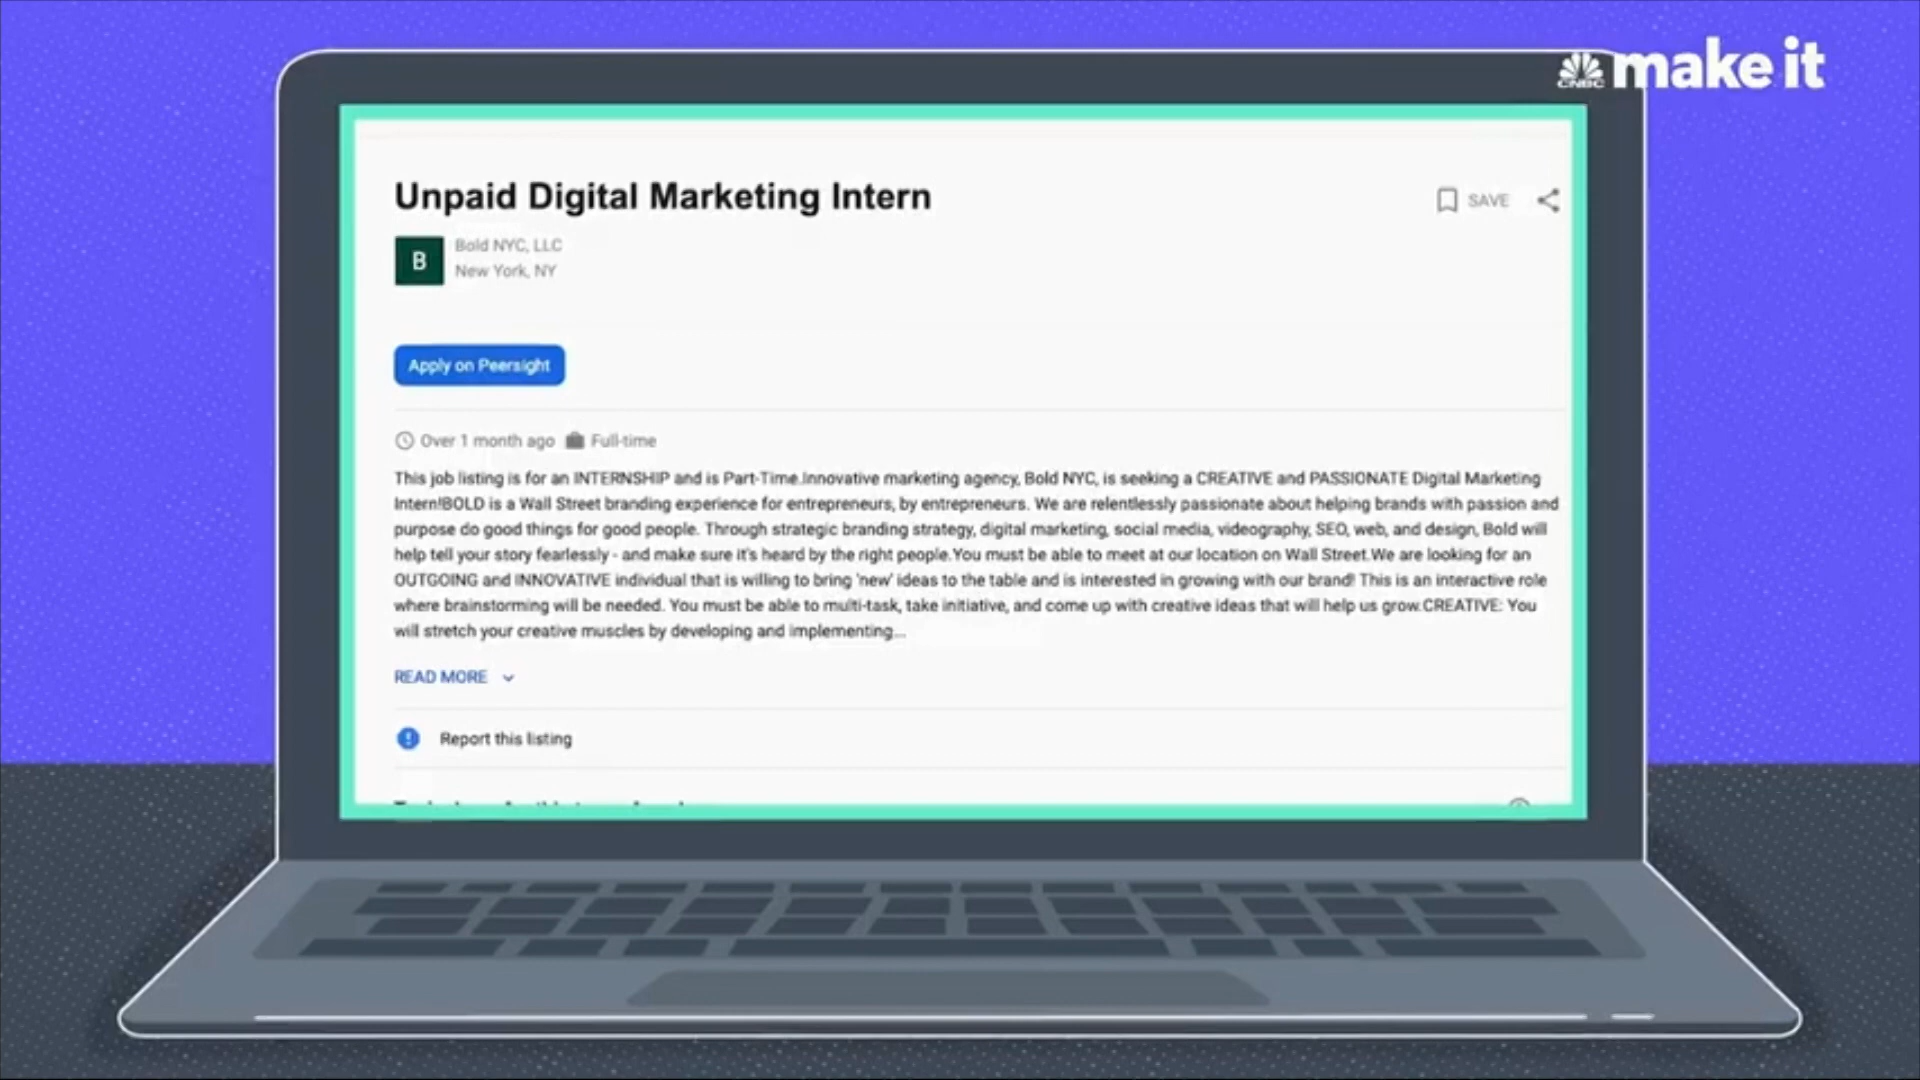 CNBC make it
Unpaid Digital Marketing Intern
SAVE
B
Bold NYC, LLC
New York, NY
Apply on Peersight
Over 1 month ago Full-time
This job listing is for an INTERNSHIP and is Part-Time.Innovative marketing agency, Bold NYC, is seeking a CREATIVE and PASSIONATE Digital Marketing
Intern!BOLD is a Wall Street branding experience for entrepreneurs, by entrepreneurs. We are relentlessly passionate about helping brands with passion and
purpose do good things for good people. Through strategic branding strategy, digital marketing, social media, videography, SEO, web, and design, Bold will
help tell your story fearlessly - and make sure it's heard by the right people.You must be able to meet at our location on Wall Street.We are looking for an
OUTGOING and INNOVATIVE individual that is willing to bring 'new' ideas to the table and is interested in growing with our brand! This is an interactive role
where brainstorming will be needed. You must be able to multi-task, take initiative, and come up with creative ideas that will help us grow.CREATIVE: You
will stretch your creative muscles by developing and implementing...
READ MORE
Report this listing